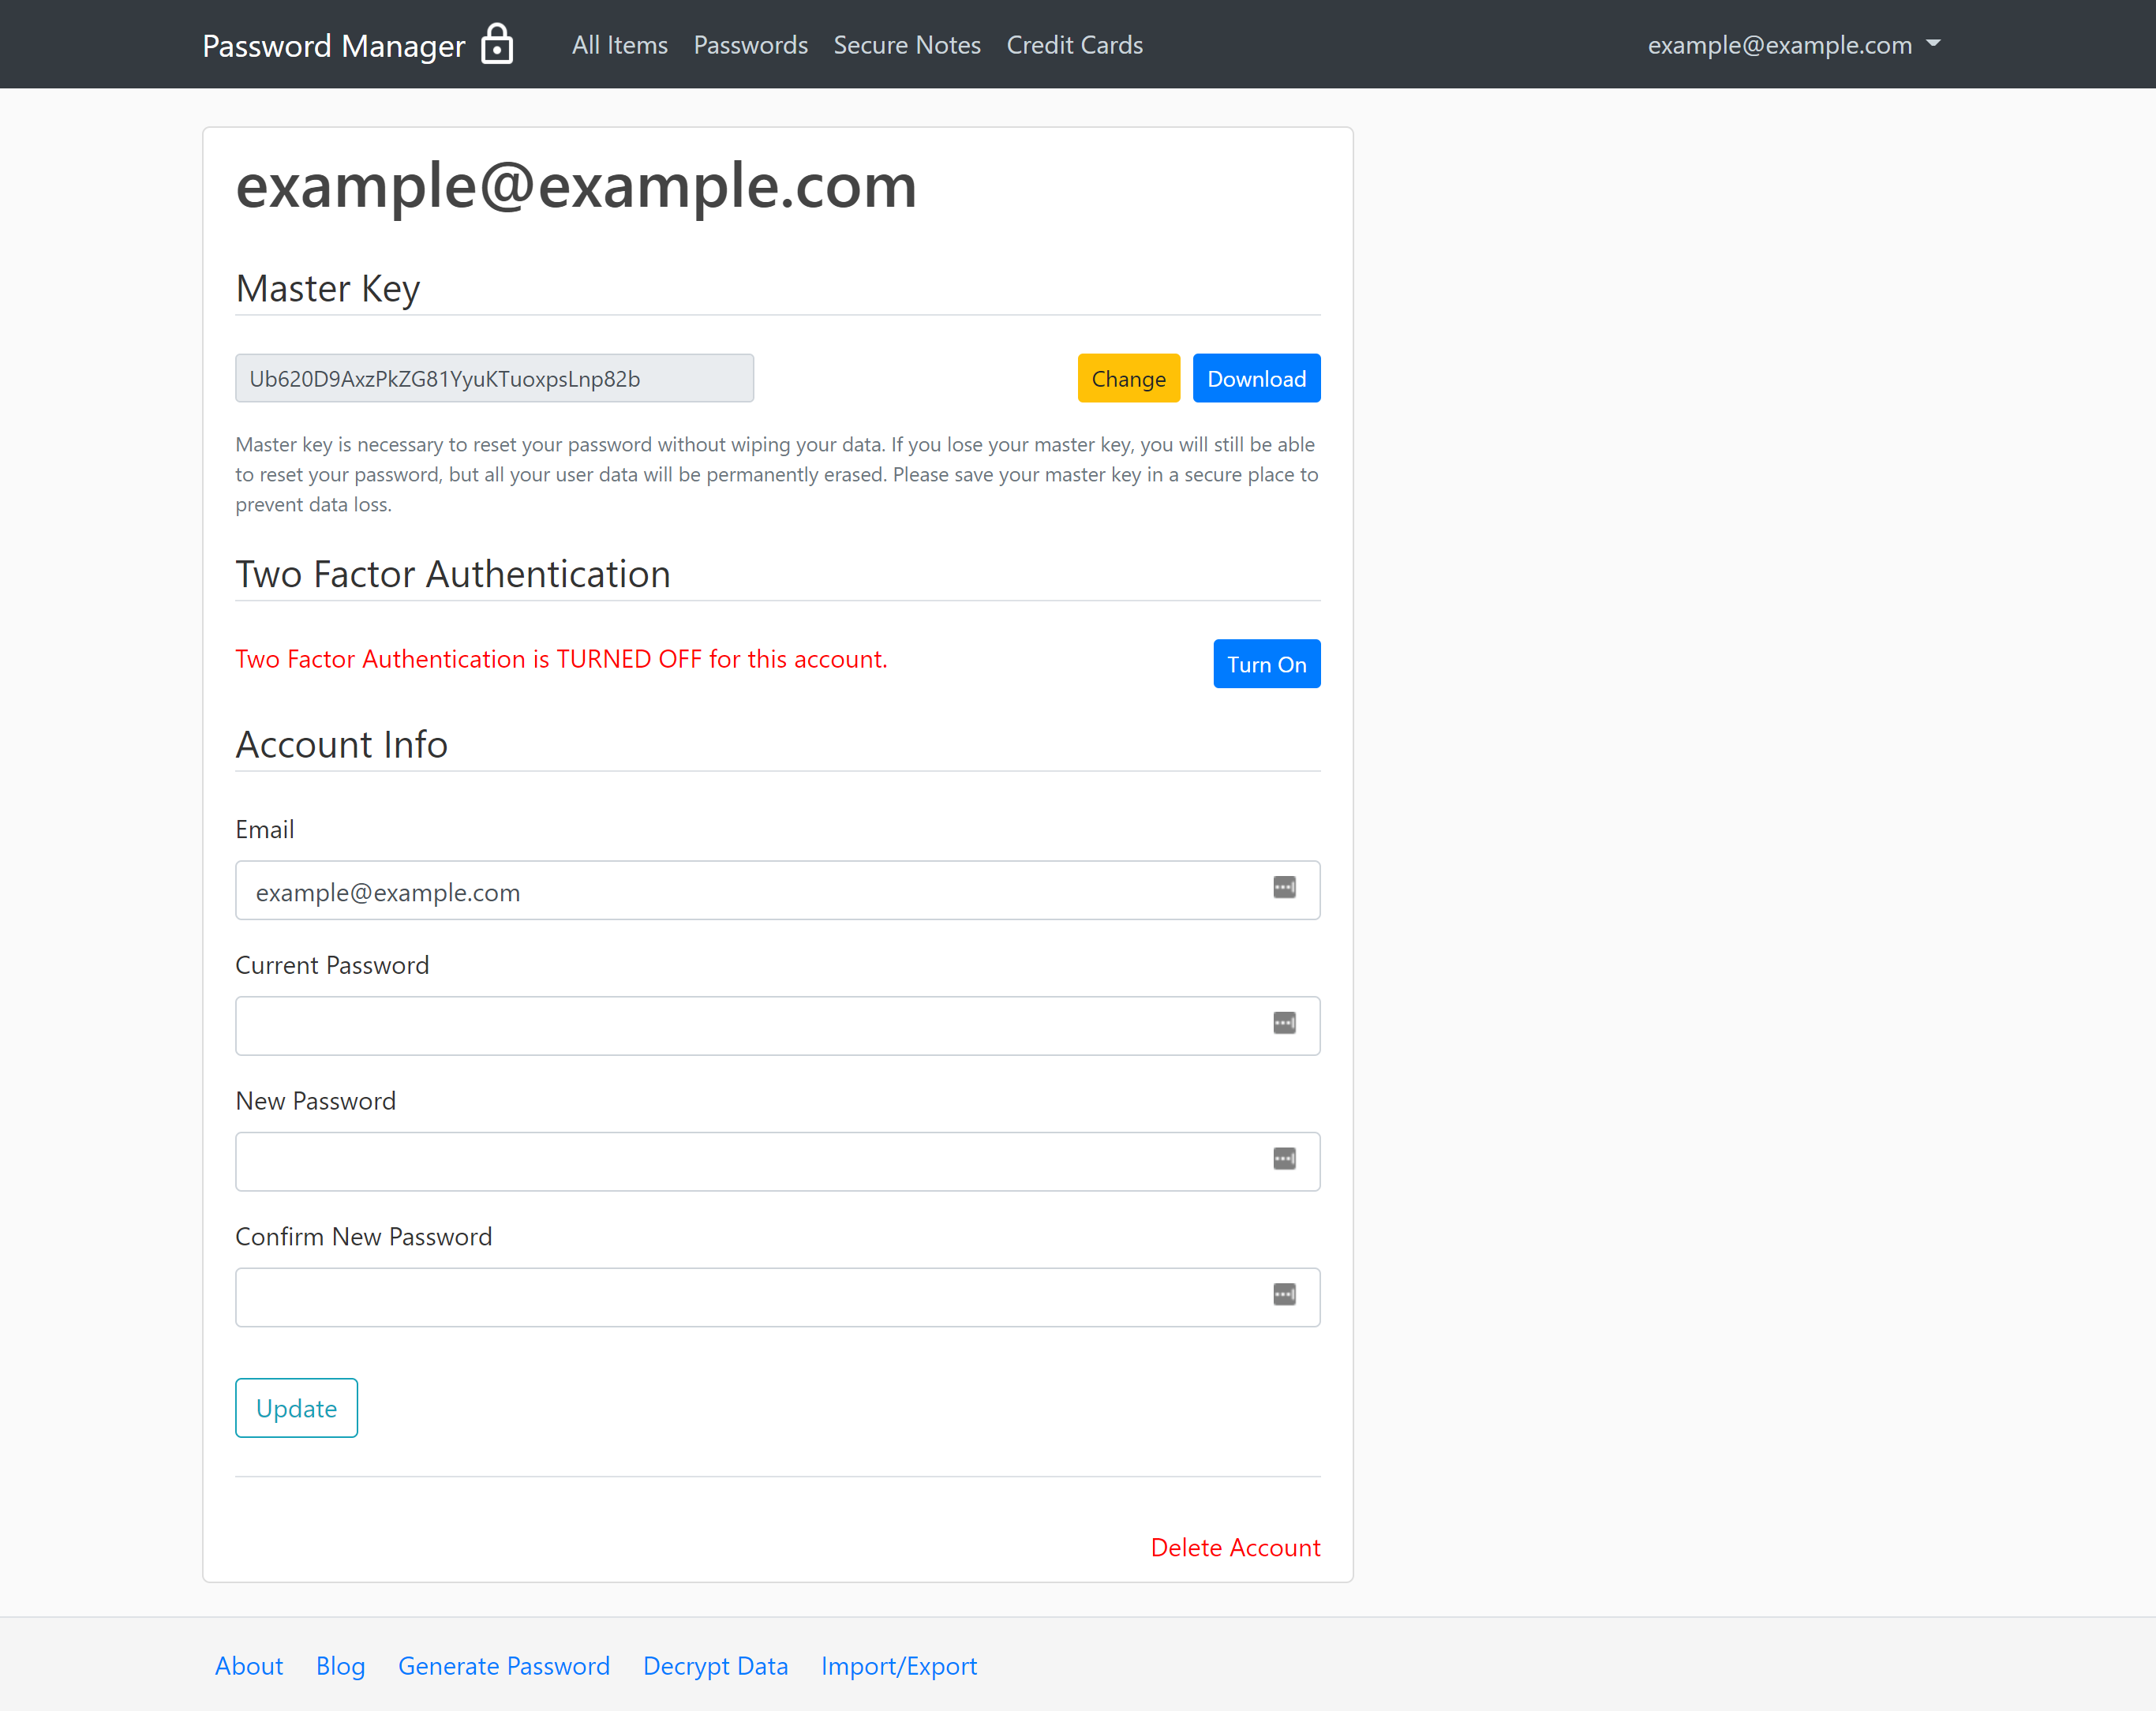 Password Manager All Items Passwords Secure Notes Credit Cards example@example.com
example@example.com
Master Key
Ub620D9AxzPkZG81YyuKTuoxpsLnp82b Change Download
Master key is necessary to reset your password without wiping your data. If you lose your master key, you will still be able
to reset your password, but all your user data will be permanently erased. Please save your master key in a secure place to
prevent data loss.
Two Factor Authentication
Two Factor Authentication is TURNED OFF for this account. Turn On
Account Info
Email
example@example.com
Current Password
New Password
Confirm New Password
Update
Delete Account
About Blog Generate Password Decrypt Data Import/Export